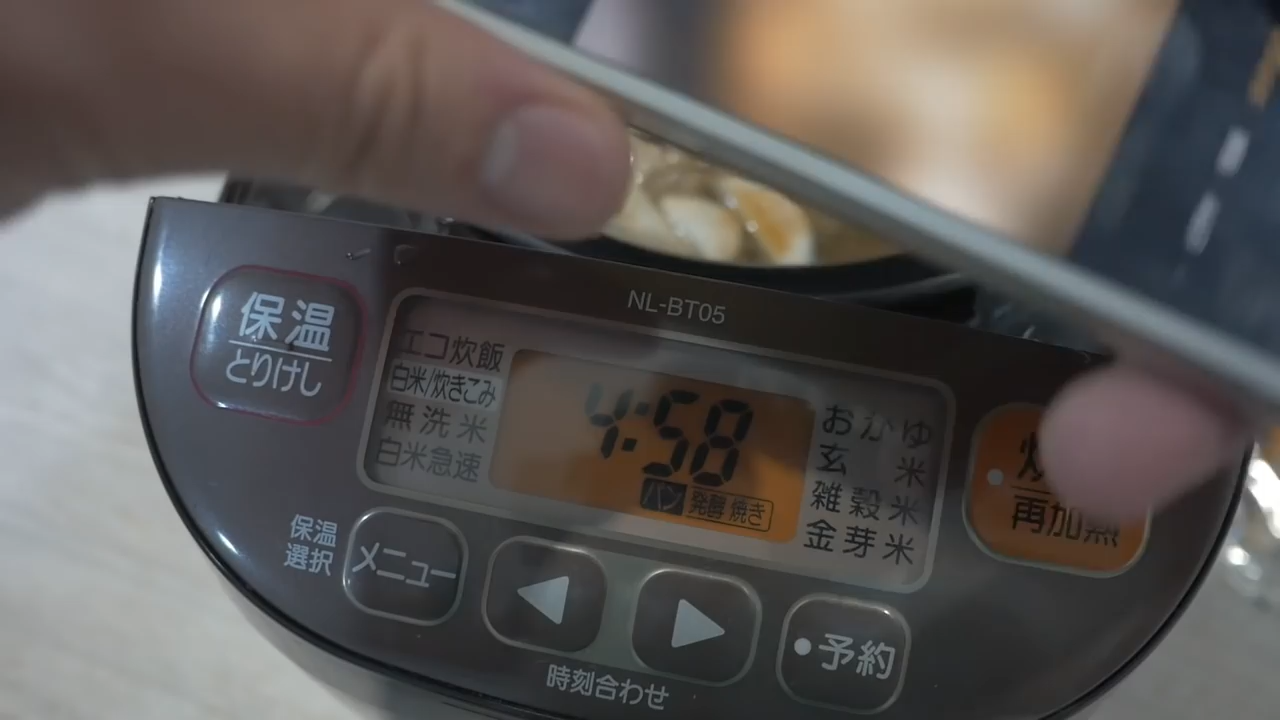 NL-BT05
保温
とりけし
エコ炊飯
白米/炊きこみ
無洗米
白米急速
4:58
パン 発酵 焼き
おかゆ
玄米
雑穀米
金芽米
再加熱
保温
選択
メニュー
予約
時刻合わせ